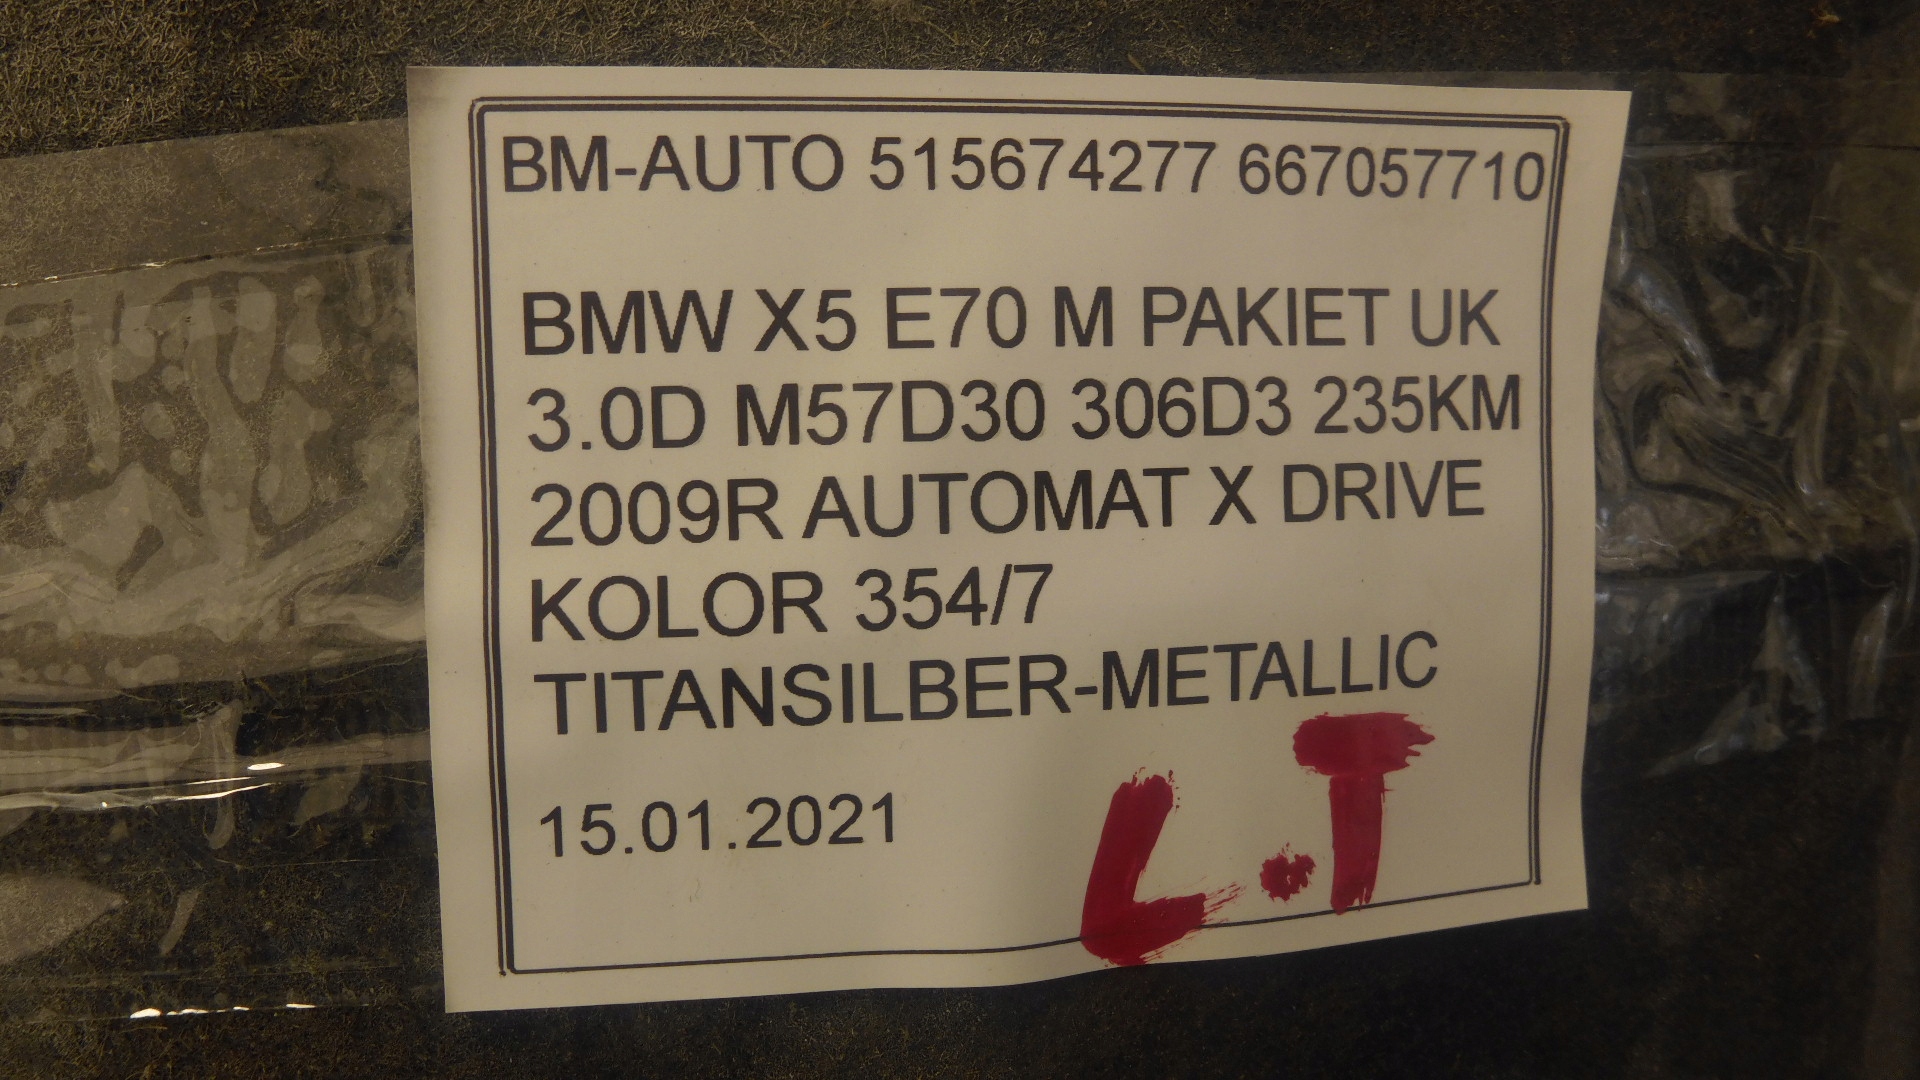 BM-AUTO 515674277 667057710
BMW X5 E70 M PAKIET UK
3.0D M57D30 306D3 235KM
2009R AUTOMAT X DRIVE
KOLOR 354/7
TITANSILBER-METALLIC
15.01.2021
L.T